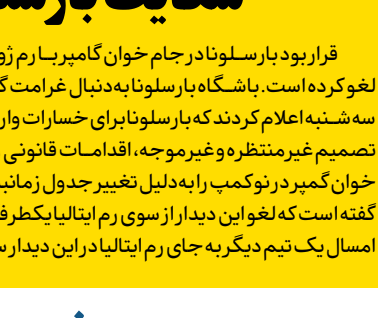 شکایت بارس
قرار بود بارسلونا در جام خوان گامپر با رم ژو
لغو کرده است. باشگاه بارسلونا به‌دنبال غرامت گ
سه‌شنبه اعلام کردند که بارسلونا برای خسارات وار
تصمیم غیرمنتظره و غیرموجه، اقدامات قانونی
خوان گمپر در نوکمپ را به‌دلیل تغییر جدول زمانب
گفته است که لغو این دیدار از سوی رم ایتالیا یکطرف
امسال یک تیم دیگر به جای رم ایتالیا در این دیدار س